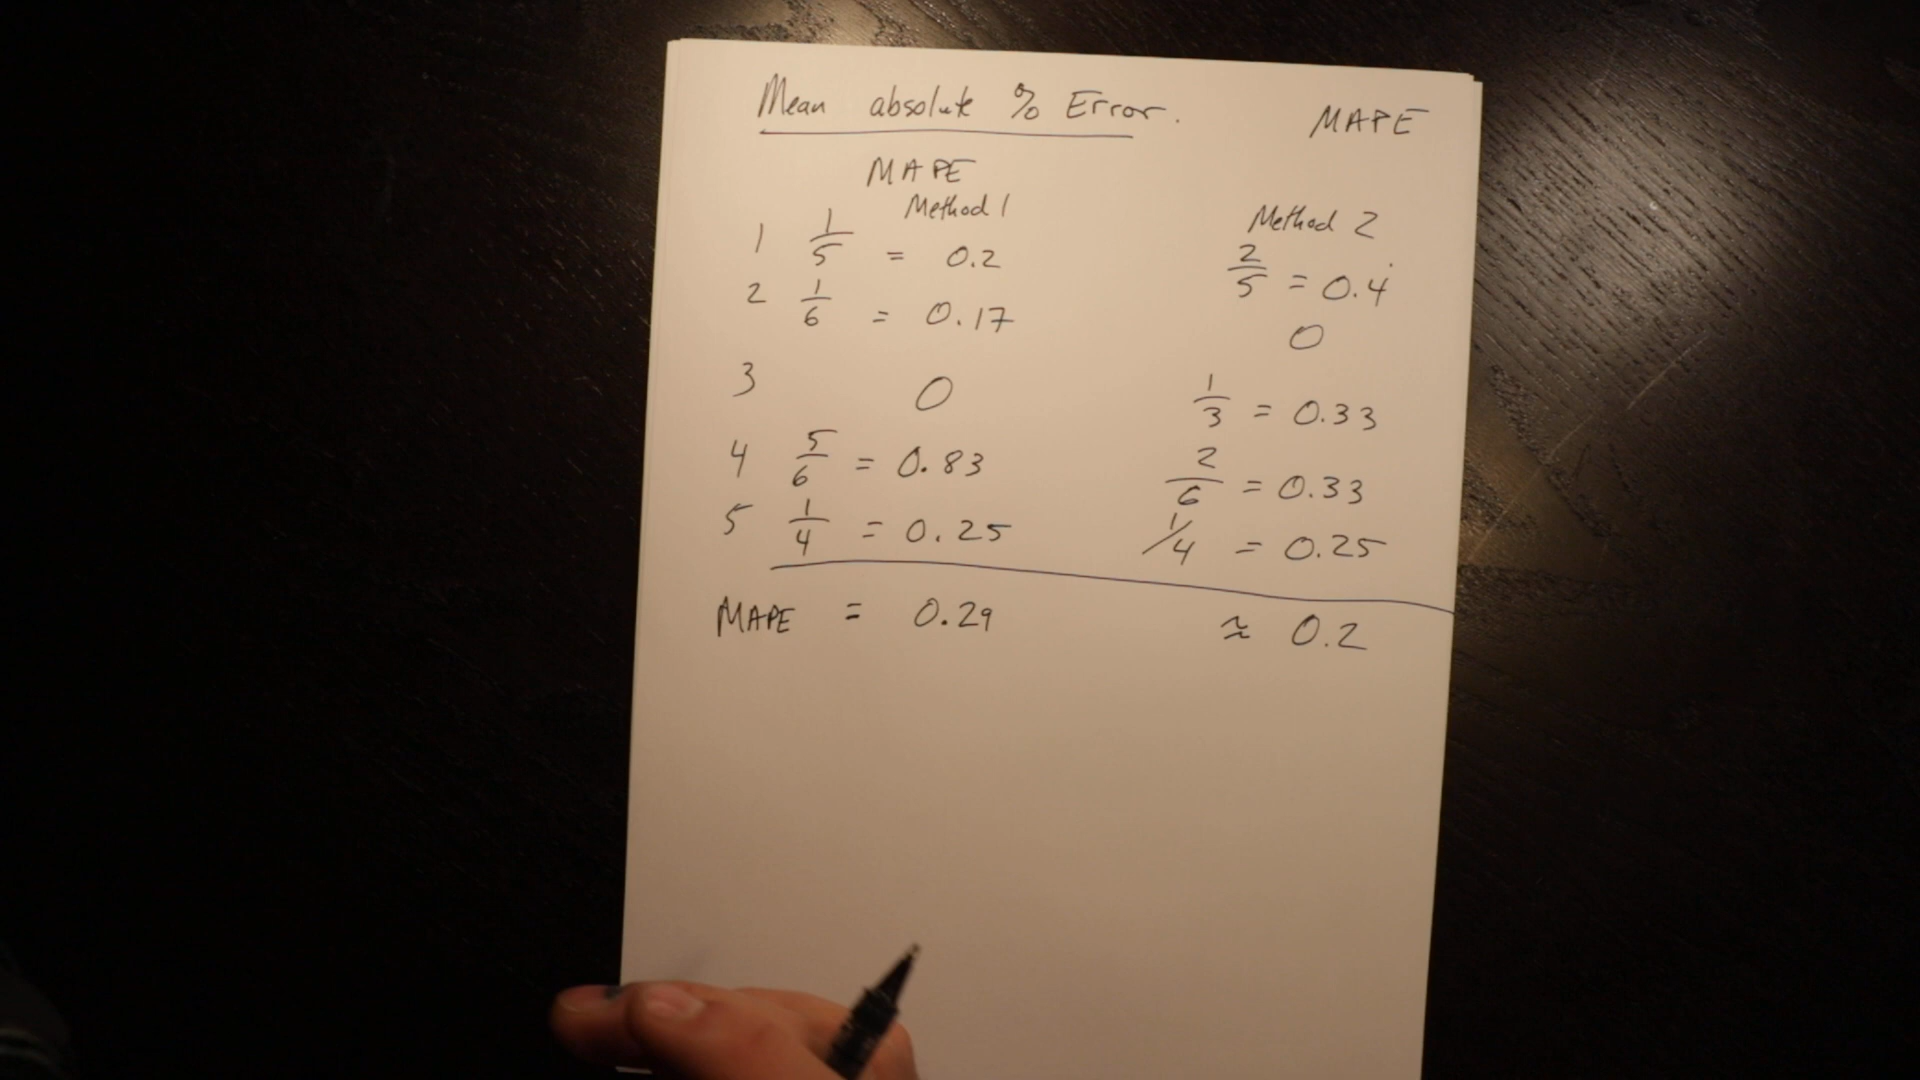 Mean absolute % Error. MAPE
MAPE
Method 1 Method 2
1 1/5 = 0.2 2/5 = 0.4
2 1/6 = 0.17 0
3 0 1/3 = 0.33
4 5/6 = 0.83 2/6 = 0.33
5 1/4 = 0.25 1/4 = 0.25
MAPE = 0.29 ≈ 0.2